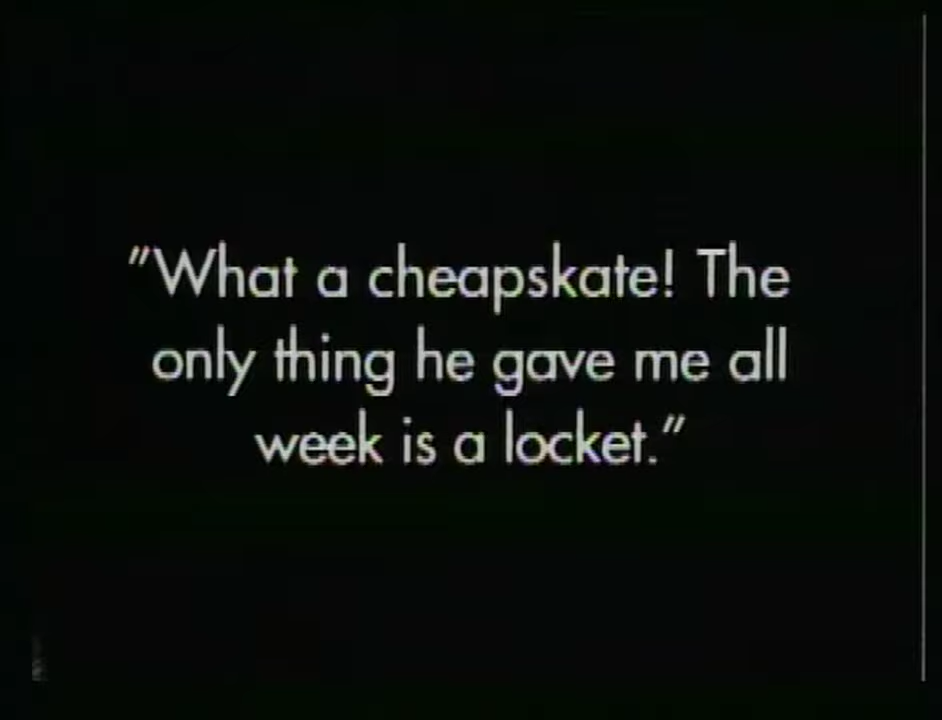 "What a cheapskate! The
only thing he gave me all
week is a locket."